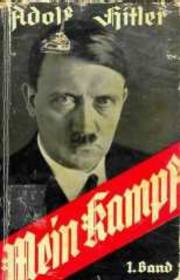 Adolf Hitler
Mein Kampf
1. Band